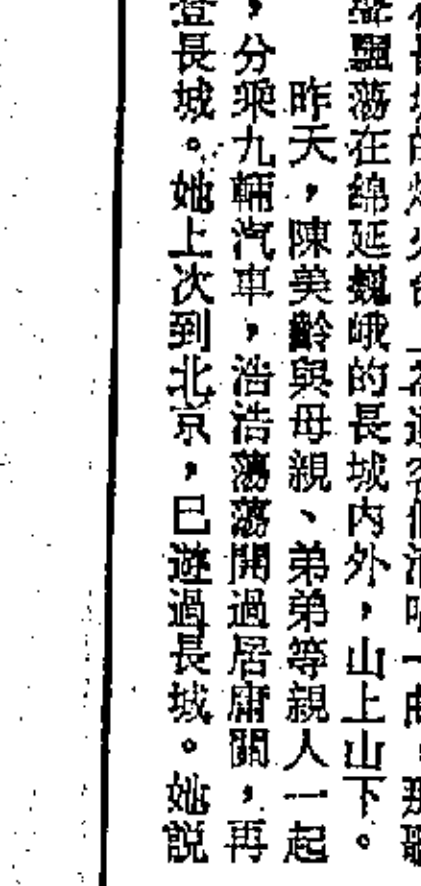 飄蕩在綿延巍峨的長城內外，山上山下。
昨天，陳美齡與母親、弟弟等親人一起
，分乘九輛汽車，浩浩蕩蕩開過居庸關，再
登長城。她上次到北京，已遊過長城。她説